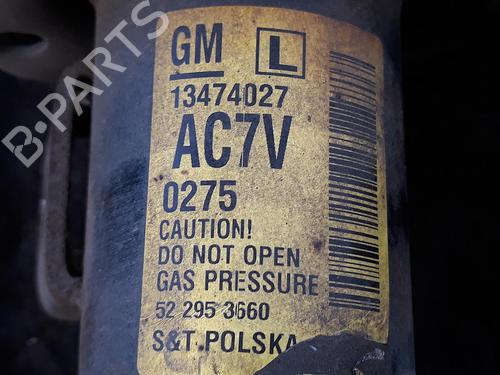 B-PARTS
GM L
13474027
AC7V
0275
CAUTION!
DO NOT OPEN
GAS PRESSURE
52 295 3660
S&T POLSKA